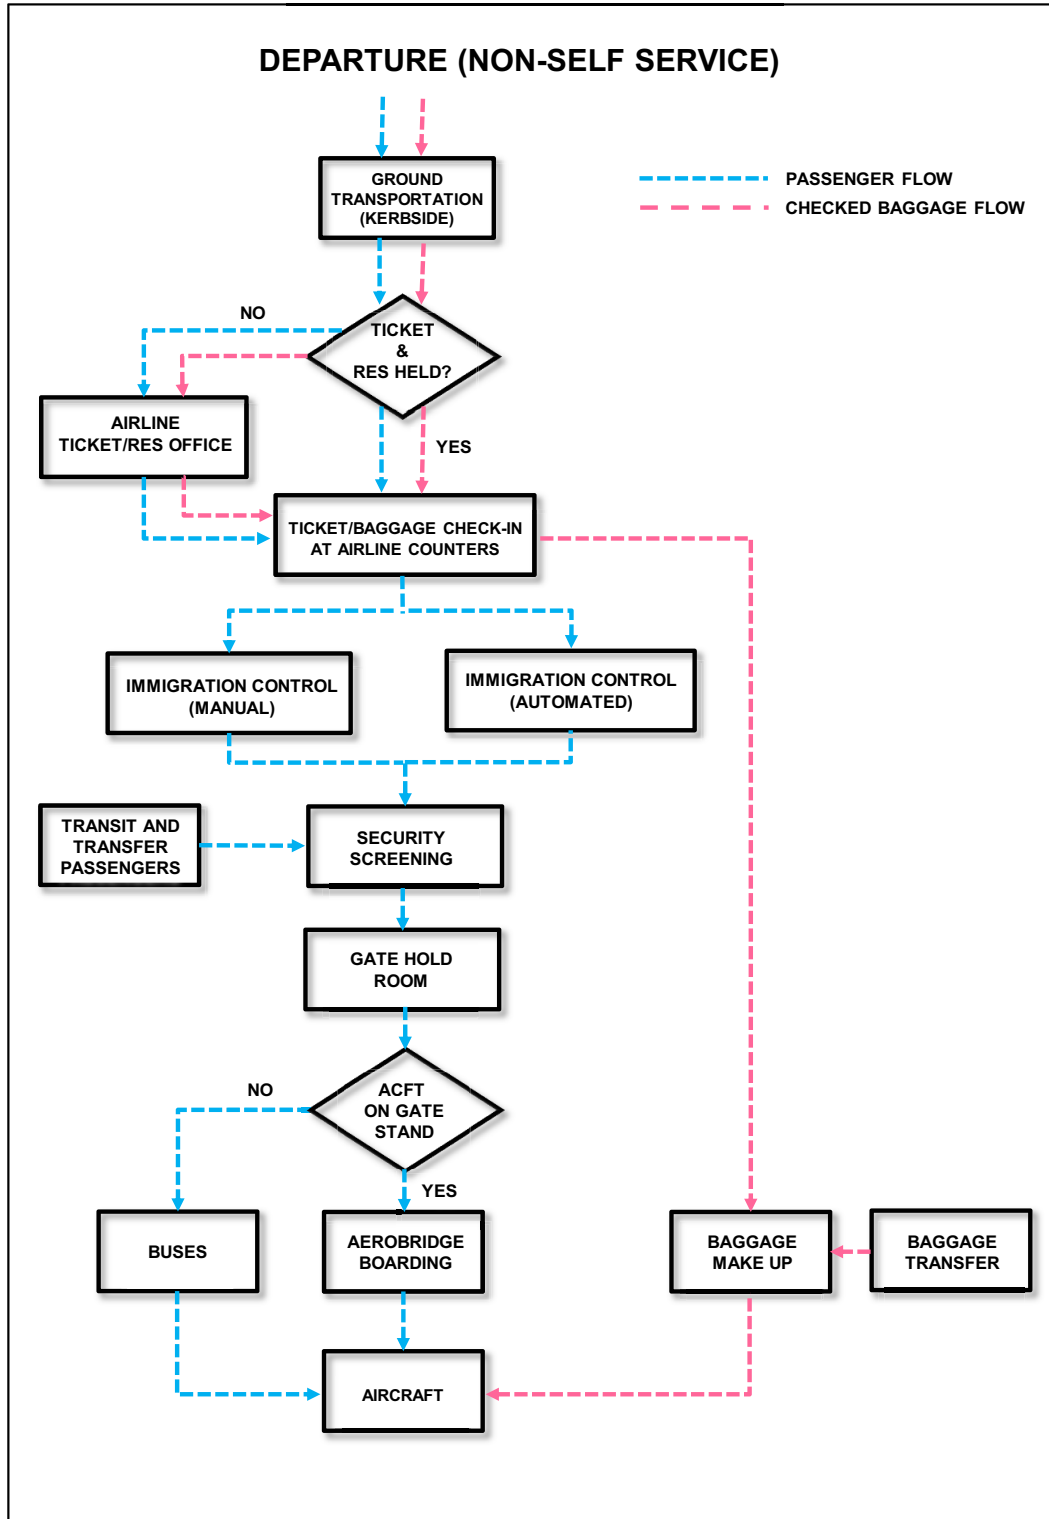 DEPARTURE (NON-SELF SERVICE)
GROUND
TRANSPORTATION
(KERBSIDE)
PASSENGER FLOW
CHECKED BAGGAGE FLOW
NO
TICKET
&
RES HELD?
AIRLINE
TICKET/RES OFFICE
YES
TICKET/BAGGAGE CHECK-IN
AT AIRLINE COUNTERS
IMMIGRATION CONTROL
(MANUAL)
IMMIGRATION CONTROL
(AUTOMATED)
TRANSIT AND
TRANSFER
PASSENGERS
SECURITY
SCREENING
GATE HOLD
ROOM
NO
ACFT
ON GATE
STAND
YES
BUSES
AEROBRIDGE
BOARDING
BAGGAGE
MAKE UP
BAGGAGE
TRANSFER
AIRCRAFT